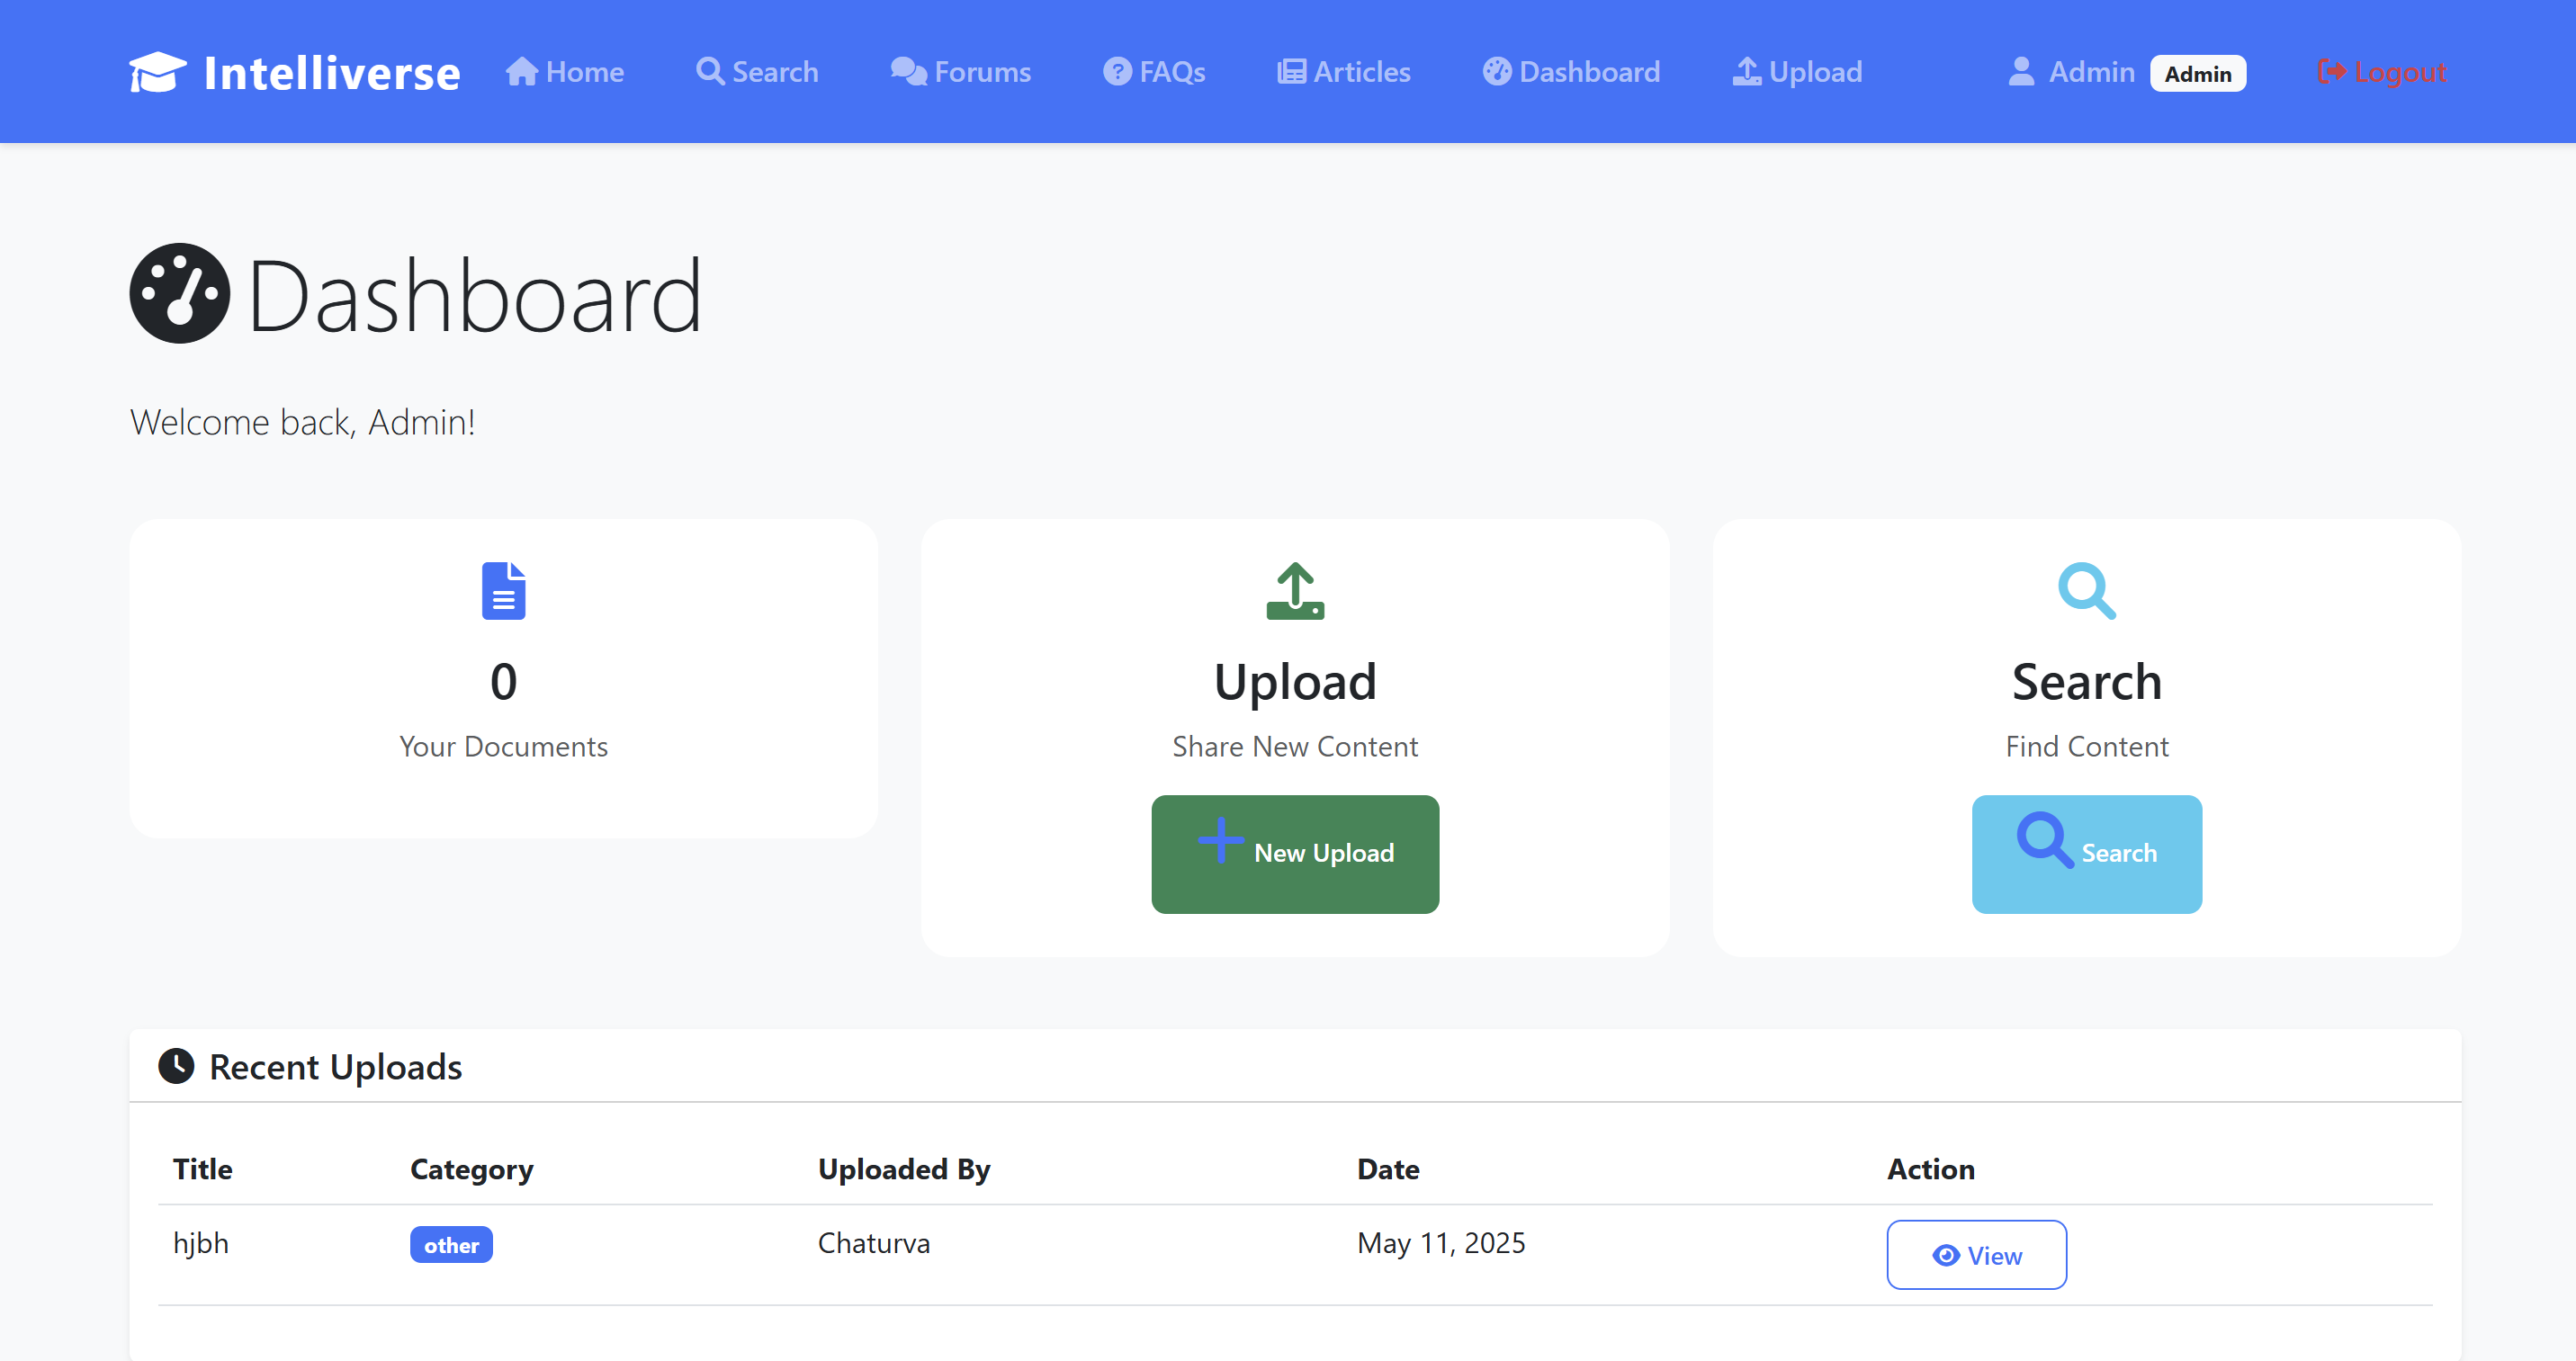 Intelliverse Home Search Forums FAQs Articles Dashboard Upload Admin Admin Logout
Dashboard
Welcome back, Admin!
0
Your Documents
Upload
Share New Content
New Upload
Search
Find Content
Search
Recent Uploads
Title Category Uploaded By Date Action
hjbh other Chaturva May 11, 2025 View